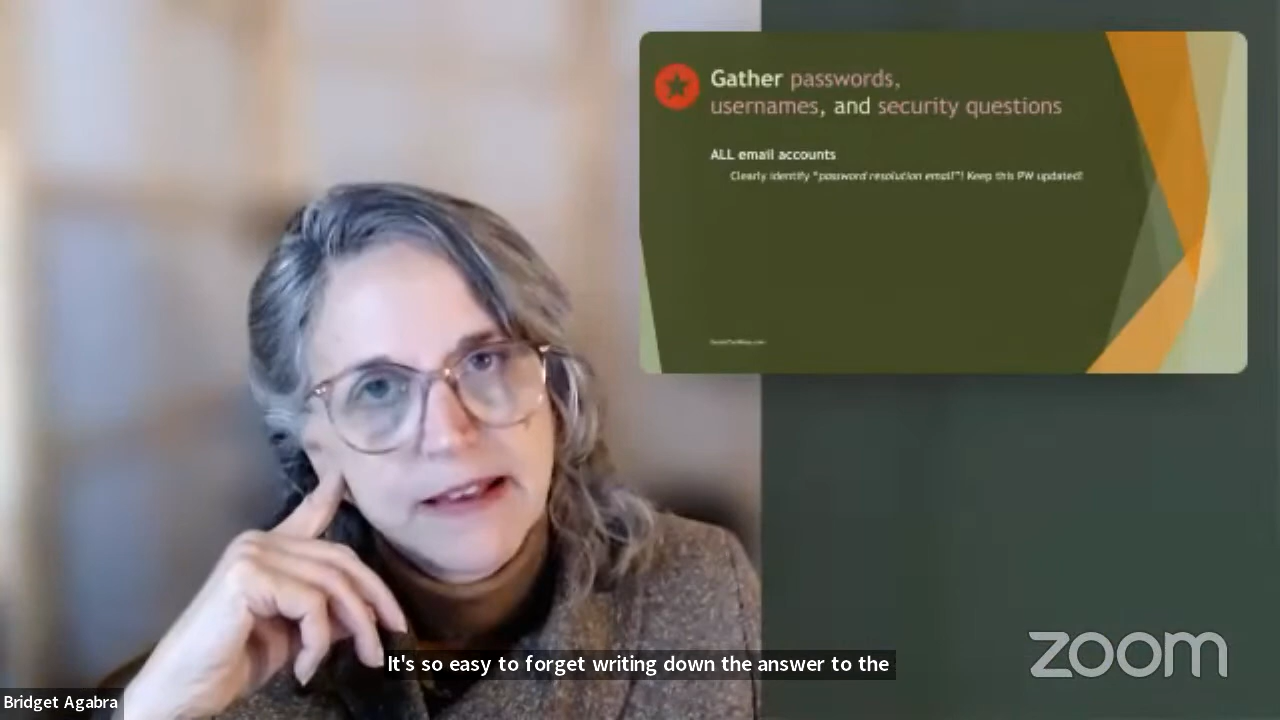 Gather passwords,
usernames, and security questions
ALL email accounts
Clearly identify "password resolution email"! Keep this PW updated!
It's so easy to forget writing down the answer to the
Bridget Agabra
zoom